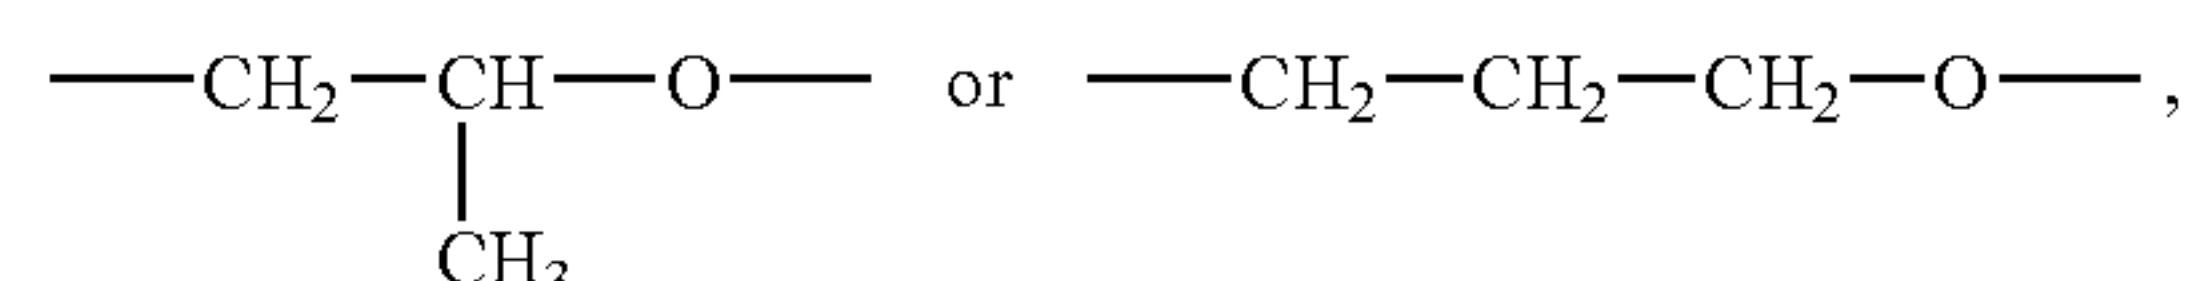 —CH₂—CH—O— or —CH₂—CH₂—CH₂—O—,
CH₃